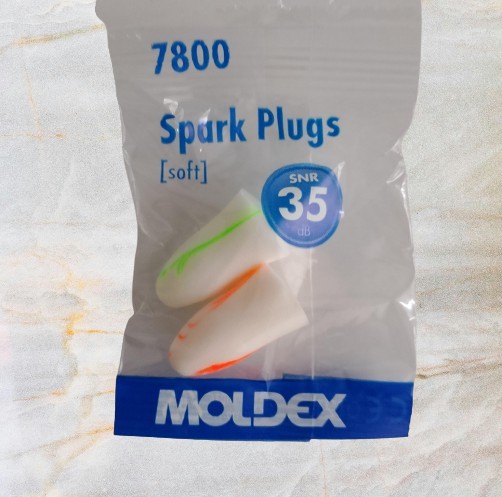 7800
Spark Plugs
[soft]
SNR
35
dB
MOLDEX